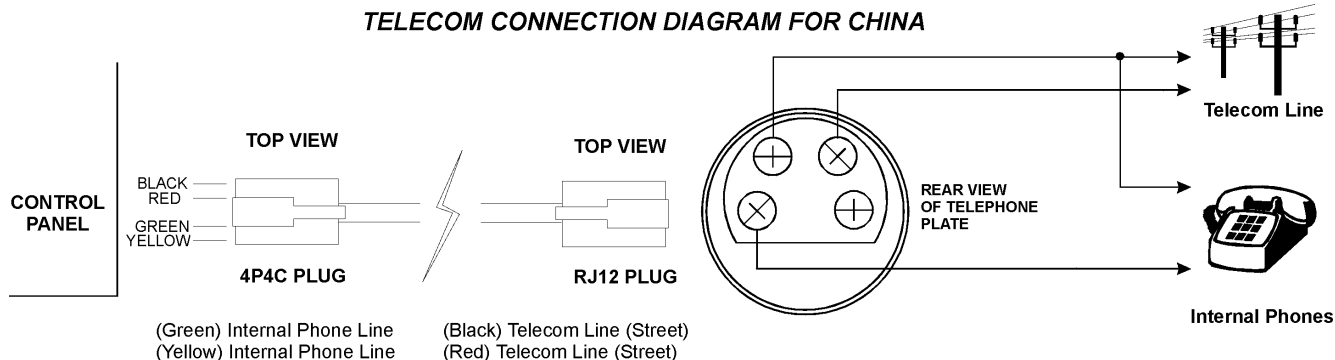 TELECOM CONNECTION DIAGRAM FOR CHINA
Telecom Line
TOP VIEW
TOP VIEW
BLACK
RED
CONTROL
PANEL
GREEN
YELLOW
REAR VIEW
OF TELEPHONE
PLATE
4P4C PLUG
RJ12 PLUG
Internal Phones
(Green) Internal Phone Line
(Black) Telecom Line (Street)
(Yellow) Internal Phone Line
(Red) Telecom Line (Street)